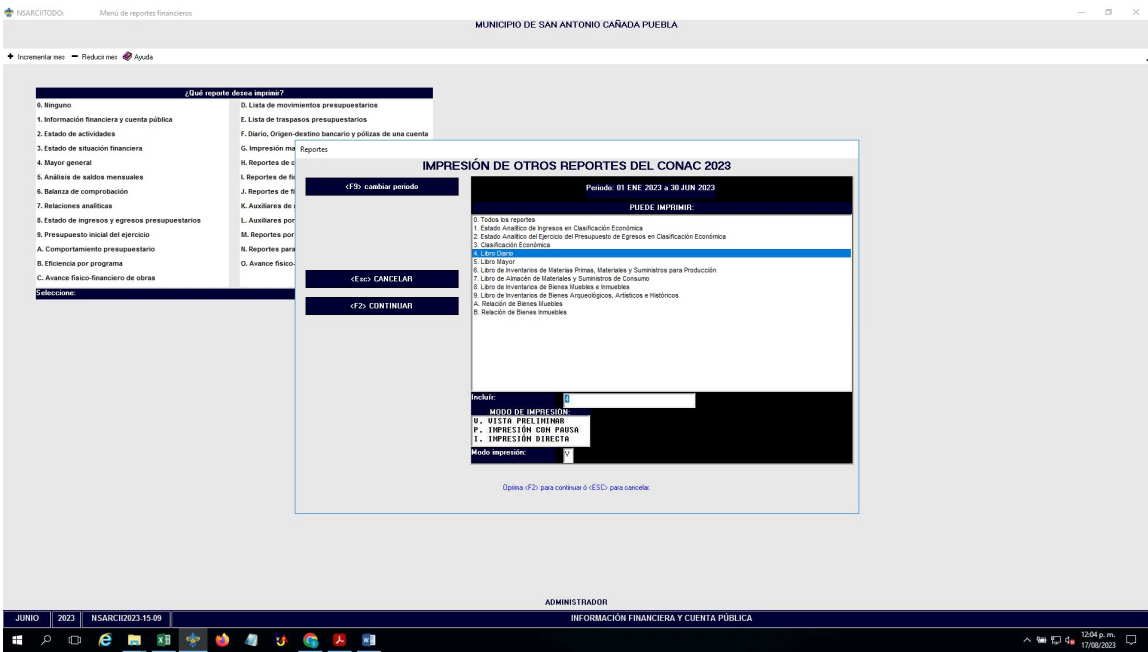 NSARCIITODO: Menú de reportes financieros
MUNICIPIO DE SAN ANTONIO CAÑADA PUEBLA
Incrementar mes Reducir mes Ayuda
¿Qué reporte desea imprimir?
0. Ninguno
1. Información financiera y cuenta pública
2. Estado de actividades
3. Estado de situación financiera
4. Mayor general
5. Análisis de saldos mensuales
6. Balanza de comprobación
7. Relaciones analíticas
8. Estado de ingresos y egresos presupuestarios
9. Presupuesto inicial del ejercicio
A. Comportamiento presupuestario
B. Eficiencia por programa
C. Avance físico-financiero de obras
D. Lista de movimientos presupuestarios
E. Lista de traspasos presupuestarios
F. Diario, Origen-destino bancario y pólizas de una cuenta
G. Impresión ma
H. Reportes de c
I. Reportes de fi
J. Reportes de fi
K. Auxiliares de
L. Auxiliares por
M. Reportes por
N. Reportes para
O. Avance físico-
Seleccione:
Reportes
IMPRESIÓN DE OTROS REPORTES DEL CONAC 2023
<F9> cambiar periodo
<Esc> CANCELAR
<F2> CONTINUAR
Periodo: 01 ENE 2023 a 30 JUN 2023
PUEDE IMPRIMIR:
0. Todos los reportes
1. Estado Analítico de Ingresos en Clasificación Económica
2. Estado Analítico del Ejercicio del Presupuesto de Egresos en Clasificación Económica
3. Clasificación Económica
4. Libro Diario
5. Libro Mayor
6. Libro de Inventarios de Materias Primas, Materiales y Suministros para Producción
7. Libro de Almacén de Materiales y Suministros de Consumo
8. Libro de Inventarios de Bienes Muebles e Inmuebles
9. Libro de Inventarios de Bienes Arqueológicos, Artísticos e Históricos
A. Relación de Bienes Muebles
B. Relación de Bienes Inmuebles
Incluír: 4
MODO DE IMPRESIÓN:
V. VISTA PRELIMINAR
P. IMPRESIÓN CON PAUSA
I. IMPRESIÓN DIRECTA
Modo impresión: V
Oprima <F2> para continuar ó <ESC> para cancelar.
ADMINISTRADOR
JUNIO 2023 NSARCII2023-15-09 INFORMACIÓN FINANCIERA Y CUENTA PÚBLICA
12:04 p. m.
17/08/2023